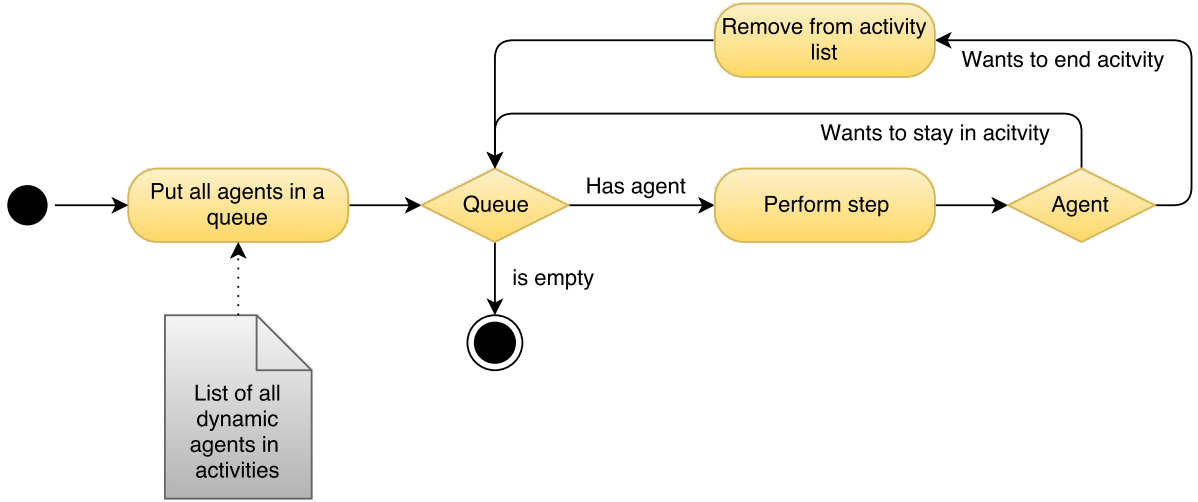 Remove from activity
list
Wants to end acitvity
Wants to stay in acitvity
Put all agents in a
queue
Queue
Has agent
Perform step
Agent
is empty
List of all
dynamic
agents in
activities